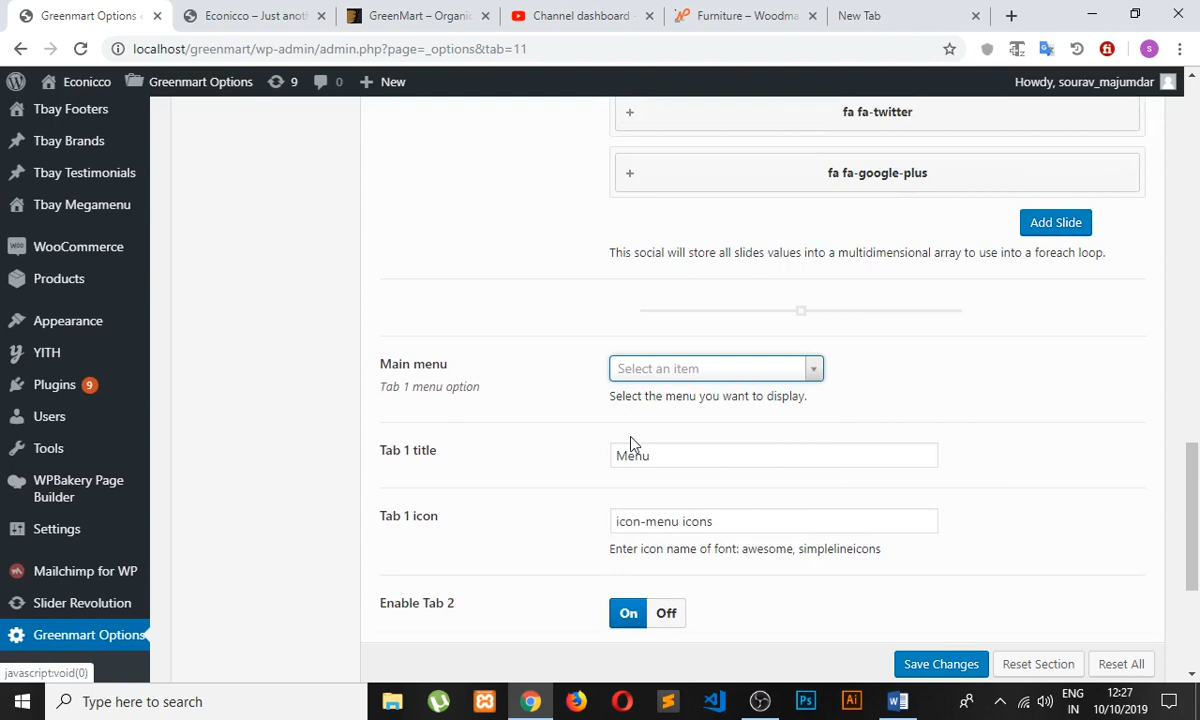 Greenmart Options
Econicco – Just anot
GreenMart – Organic
Channel dashboard -
Furniture – Woodma
New Tab
localhost/greenmart/wp-admin/admin.php?page=_options&tab=11
S
Econicco
Greenmart Options
9
0
New
Howdy, sourav_majumdar
Tbay Footers
Tbay Brands
Tbay Testimonials
Tbay Megamenu
WooCommerce
Products
Appearance
YITH
Plugins 9
Users
Tools
WPBakery Page
Builder
Settings
Mailchimp for WP
Slider Revolution
Greenmart Options
javascript:void(0)
+ fa fa-twitter
+ fa fa-google-plus
Add Slide
This social will store all slides values into a multidimensional array to use into a foreach loop.
Main menu
Tab 1 menu option
Select an item
Select the menu you want to display.
Tab 1 title
Menu
Tab 1 icon
icon-menu icons
Enter icon name of font: awesome, simplelineicons
Enable Tab 2
On Off
Save Changes
Reset Section
Reset All
Type here to search
Ps
Ai
ENG
IN
12:27
10/10/2019